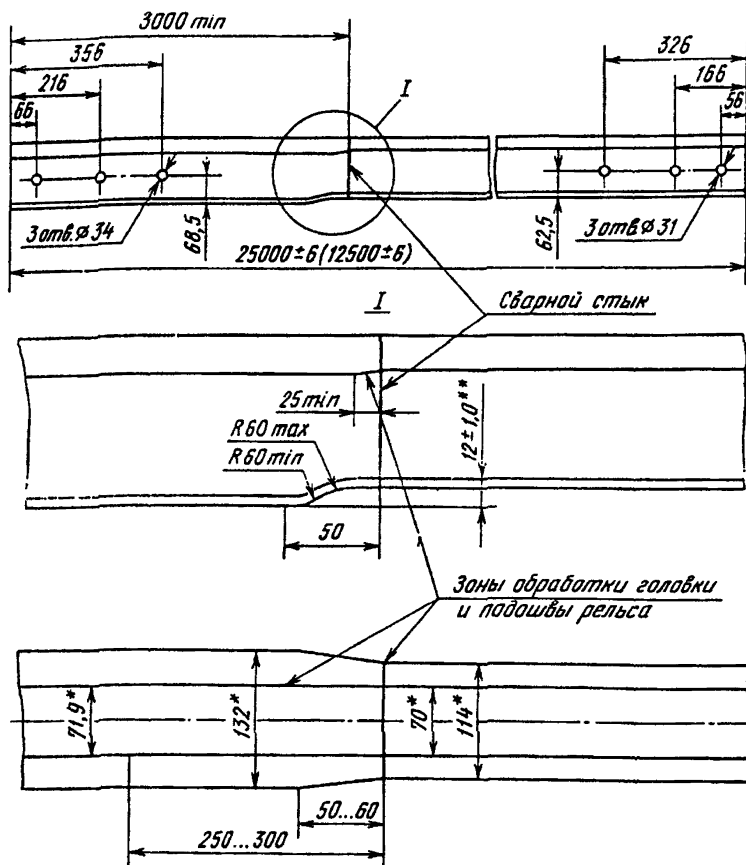 3000 min
356
326
216
I
166
66
56
3 отв. Ø 34
68,5
62,5
3 отв. Ø 31
25000±6 (12500±6)
I
Сварной стык
25 min
R 60 max
R 60 min
12±1,0**
50
Зоны обработки головки
и подошвы рельса
71,9*
132*
70*
114*
50...60
250...300